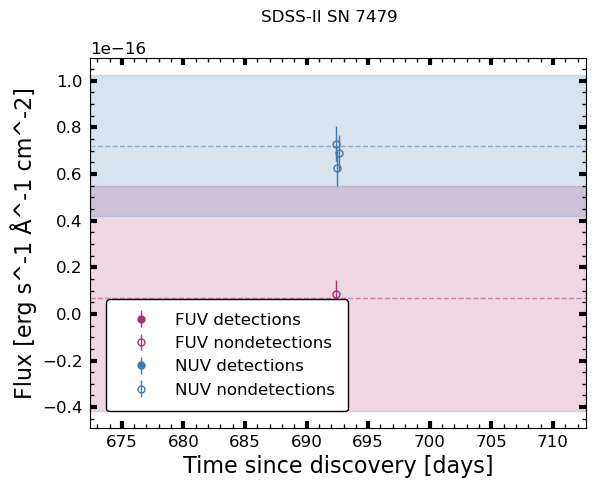 SDSS-II SN 7479
1e−16
1.0
0.8
0.6
0.4
0.2
0.0
−0.2
−0.4
Flux [erg s^-1 Å^-1 cm^-2]
FUV detections
FUV nondetections
NUV detections
NUV nondetections
675 680 685 690 695 700 705 710
Time since discovery [days]